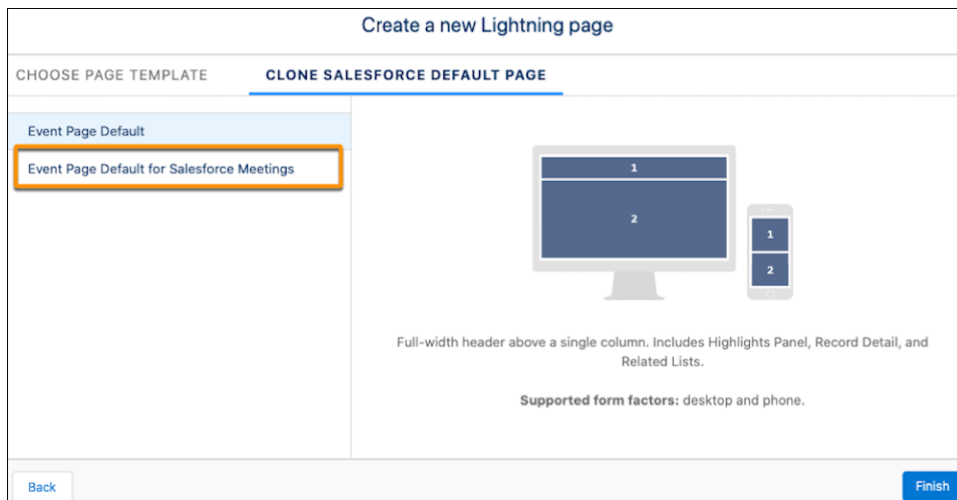 Create a new Lightning page
CHOOSE PAGE TEMPLATE
CLONE SALESFORCE DEFAULT PAGE
Event Page Default
Event Page Default for Salesforce Meetings
1
2
1
2
Full-width header above a single column. Includes Highlights Panel, Record Detail, and
Related Lists.
Supported form factors: desktop and phone.
Back
Finish